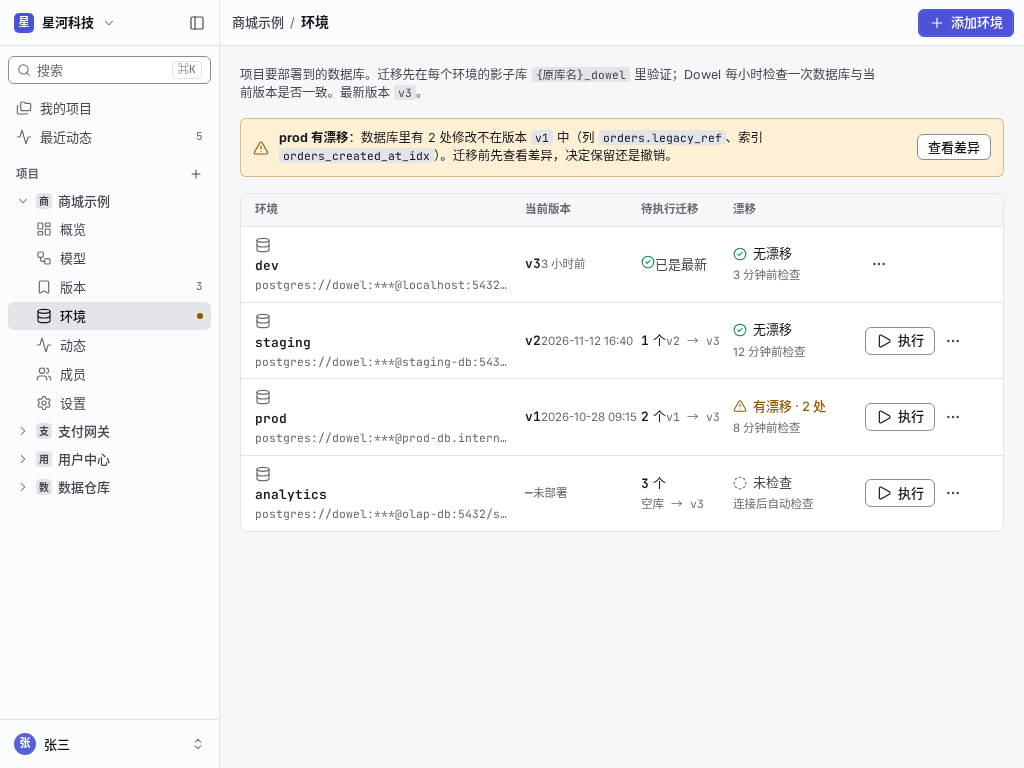 星 星河科技
商城示例 / 环境
添加环境
搜索 ⌘K
我的项目
最近动态 5
项目
商 商城示例
概览
模型
版本 3
环境
动态
成员
设置
支 支付网关
用 用户中心
数 数据仓库
张 张三
项目要部署到的数据库。迁移先在每个环境的影子库 {原库名}_dowel 里验证；Dowel 每小时检查一次数据库与当
前版本是否一致。最新版本 v3。
prod 有漂移：数据库里有 2 处修改不在版本 v1 中（列 orders.legacy_ref、索引
orders_created_at_idx）。迁移前先查看差异，决定保留还是撤销。
查看差异
环境 当前版本 待执行迁移 漂移
dev
postgres://dowel:***@localhost:5432…
v3 3 小时前
已是最新
无漂移
3 分钟前检查
staging
postgres://dowel:***@staging-db:543…
v2 2026-11-12 16:40
1 个 v2 → v3
无漂移
12 分钟前检查
执行
prod
postgres://dowel:***@prod-db.intern…
v1 2026-10-28 09:15
2 个 v1 → v3
有漂移 · 2 处
8 分钟前检查
执行
analytics
postgres://dowel:***@olap-db:5432/s…
— 未部署
3 个
空库 → v3
未检查
连接后自动检查
执行